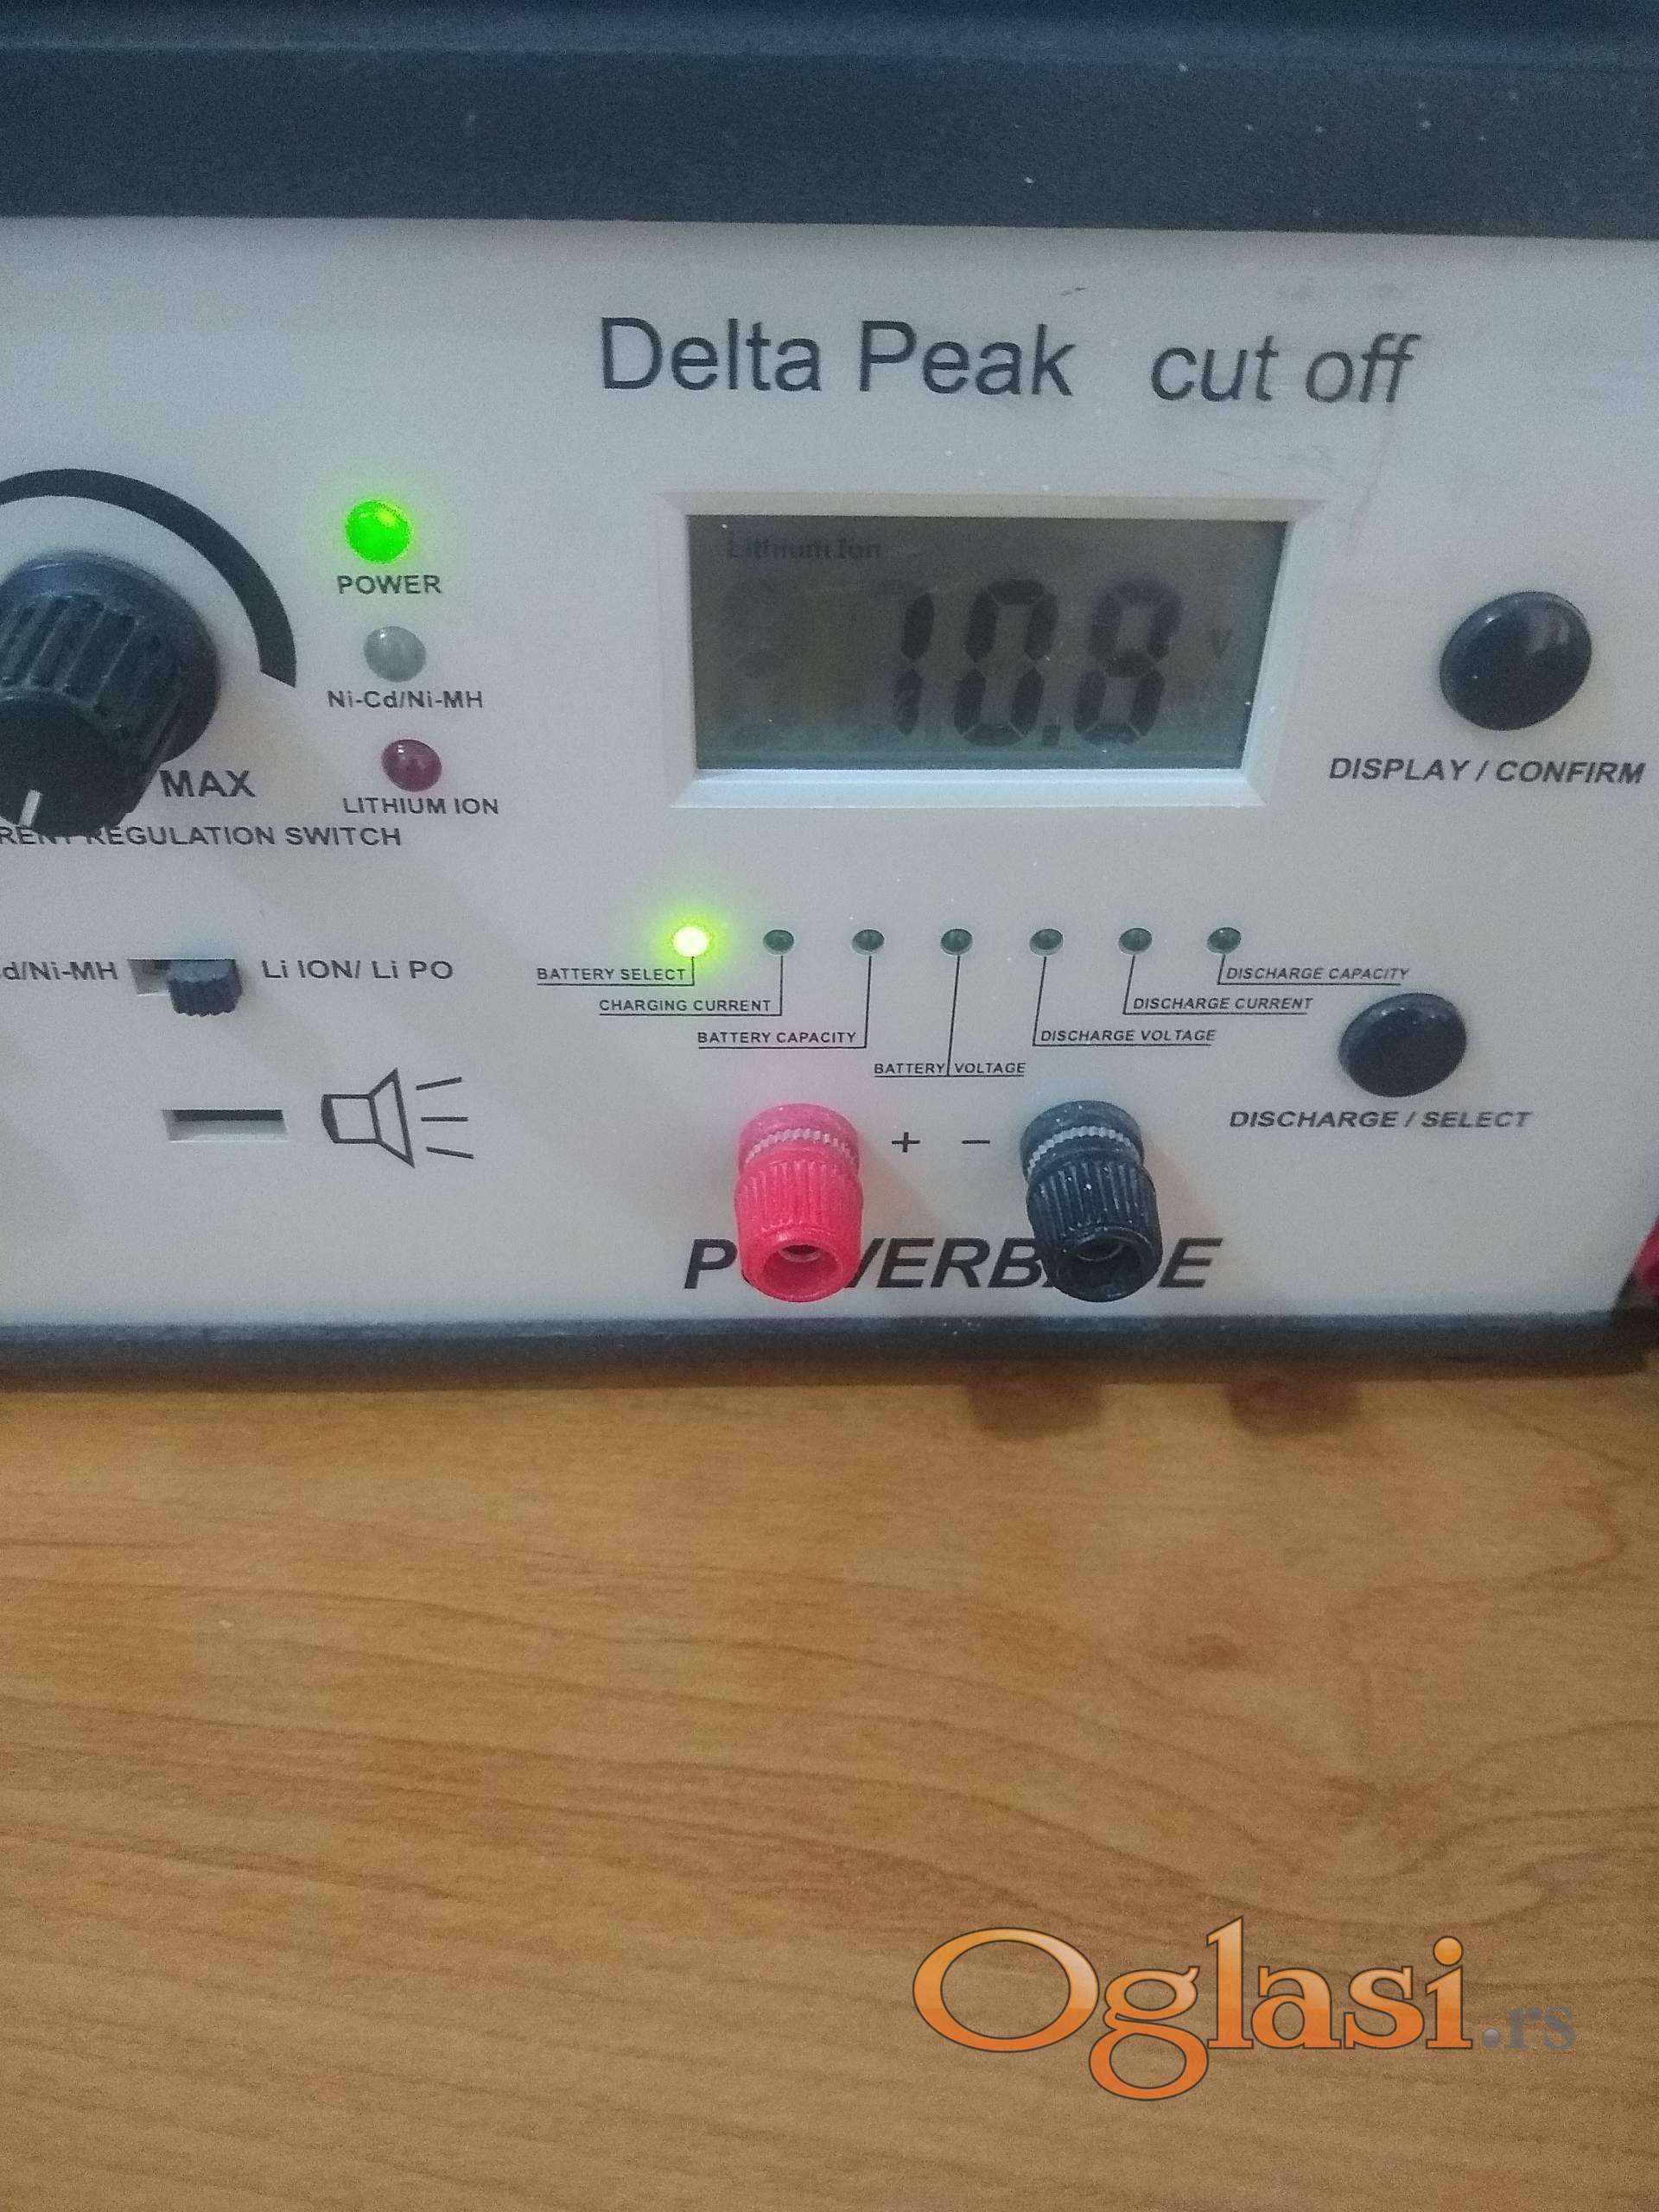 Delta Peak cut off
Lithium Ion
10.8 V
POWER
Ni-Cd/Ni-MH
LITHIUM ION
MAX
REGULATION SWITCH
DISPLAY / CONFIRM
d/Ni-MH
Li ION/ Li PO
BATTERY SELECT
CHARGING CURRENT
BATTERY CAPACITY
BATTERY VOLTAGE
DISCHARGE CAPACITY
DISCHARGE CURRENT
DISCHARGE VOLTAGE
DISCHARGE / SELECT
+ −
Oglasi.rs